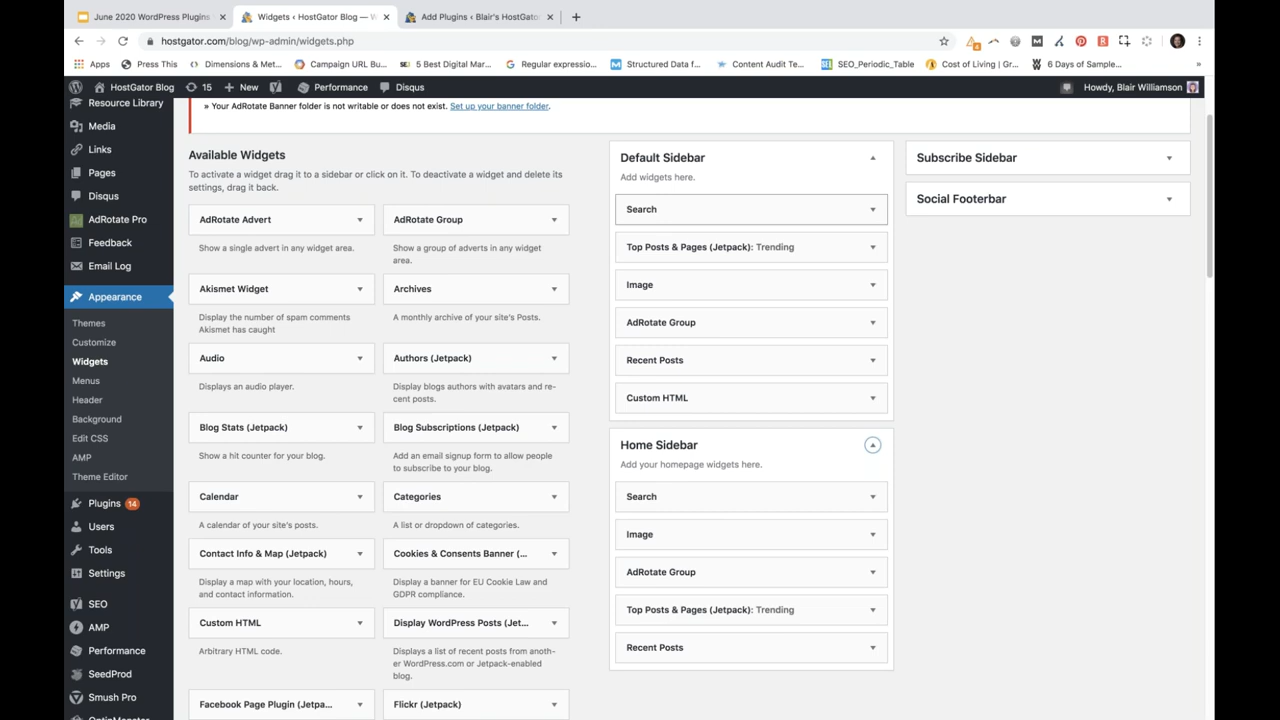 June 2020 WordPress Plugins
Widgets ‹ HostGator Blog — W
Add Plugins ‹ Blair's HostGator
hostgator.com/blog/wp-admin/widgets.php
Apps
Press This
Dimensions & Met...
Campaign URL Bu...
5 Best Digital Mar...
Regular expressio...
Structured Data f...
Content Audit Te...
SEO_Periodic_Table
Cost of Living | Gr...
6 Days of Sample...
»
HostGator Blog
15
New
Performance
Disqus
Howdy, Blair Williamson
Resource Library
Media
Links
Pages
Disqus
AdRotate Pro
Feedback
Email Log
Appearance
Themes
Customize
Widgets
Menus
Header
Background
Edit CSS
AMP
Theme Editor
Plugins 14
Users
Tools
Settings
SEO
AMP
Performance
SeedProd
Smush Pro
OptinMonster
» Your AdRotate Banner folder is not writable or does not exist. Set up your banner folder.
Available Widgets
To activate a widget drag it to a sidebar or click on it. To deactivate a widget and delete its
settings, drag it back.
AdRotate Advert
Show a single advert in any widget area.
AdRotate Group
Show a group of adverts in any widget
area.
Akismet Widget
Display the number of spam comments
Akismet has caught
Archives
A monthly archive of your site's Posts.
Audio
Displays an audio player.
Authors (Jetpack)
Display blogs authors with avatars and re-
cent posts.
Blog Stats (Jetpack)
Show a hit counter for your blog.
Blog Subscriptions (Jetpack)
Add an email signup form to allow people
to subscribe to your blog.
Calendar
A calendar of your site's posts.
Categories
A list or dropdown of categories.
Contact Info & Map (Jetpack)
Display a map with your location, hours,
and contact information.
Cookies & Consents Banner (...
Display a banner for EU Cookie Law and
GDPR compliance.
Custom HTML
Arbitrary HTML code.
Display WordPress Posts (Jet...
Displays a list of recent posts from anoth-
er WordPress.com or Jetpack-enabled
blog.
Facebook Page Plugin (Jetpa...
Flickr (Jetpack)
Default Sidebar
Add widgets here.
Search
Top Posts & Pages (Jetpack): Trending
Image
AdRotate Group
Recent Posts
Custom HTML
Home Sidebar
Add your homepage widgets here.
Search
Image
AdRotate Group
Top Posts & Pages (Jetpack): Trending
Recent Posts
Subscribe Sidebar
Social Footerbar